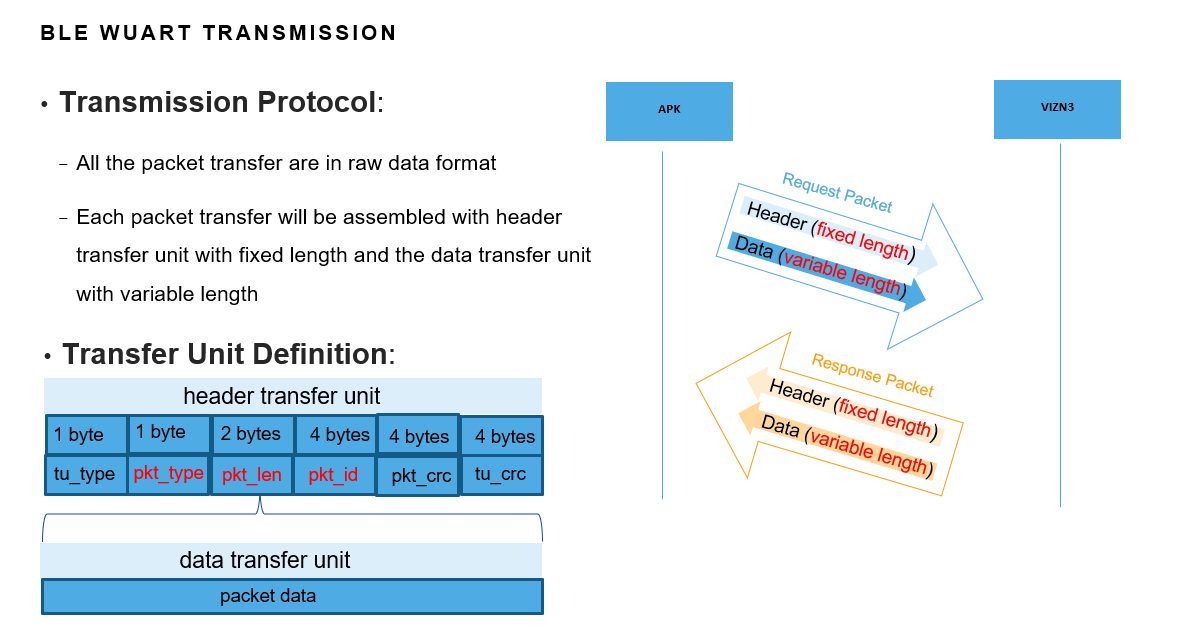 BLE WUART TRANSMISSION
• Transmission Protocol:
– All the packet transfer are in raw data format
– Each packet transfer will be assembled with header
transfer unit with fixed length and the data transfer unit
with variable length
• Transfer Unit Definition:
header transfer unit
1 byte 1 byte 2 bytes 4 bytes 4 bytes 4 bytes
tu_type pkt_type pkt_len pkt_id pkt_crc tu_crc
data transfer unit
packet data
APK
VIZN3
Request Packet
Header (fixed length)
Data (variable length)
Response Packet
Header (fixed length)
Data (variable length)